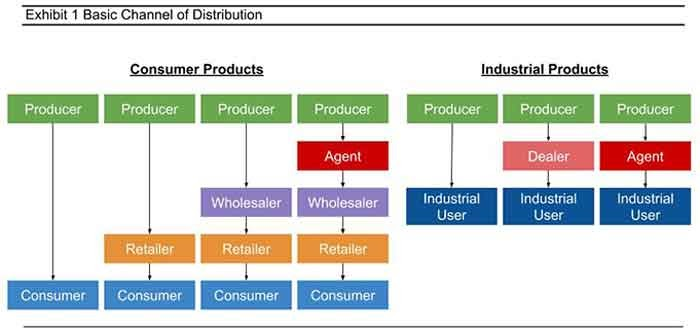 Exhibit 1 Basic Channel of Distribution
Consumer Products
Industrial Products
Producer Producer Producer Producer Producer Producer Producer
Agent Dealer Agent
Wholesaler Wholesaler Industrial Industrial Industrial
User User User
Retailer Retailer Retailer
Consumer Consumer Consumer Consumer